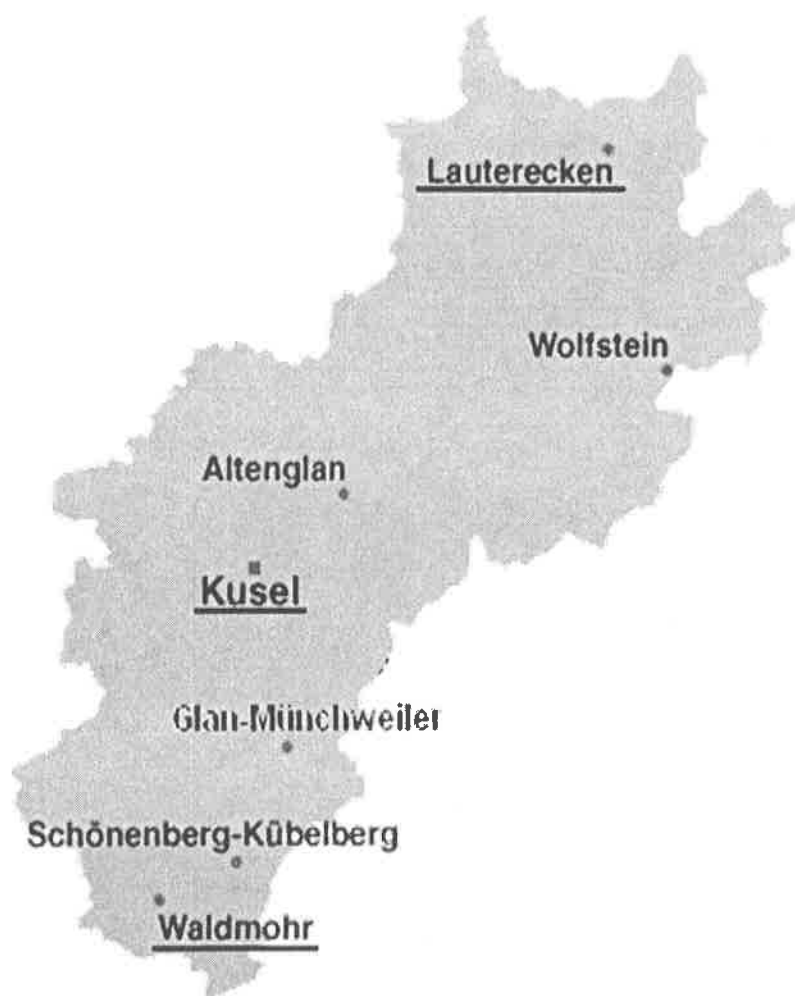 Lauterecken
Wolfstein
Altenglan
Kusel
Glan-Münchweiler
Schönenberg-Kübelberg
Waldmohr